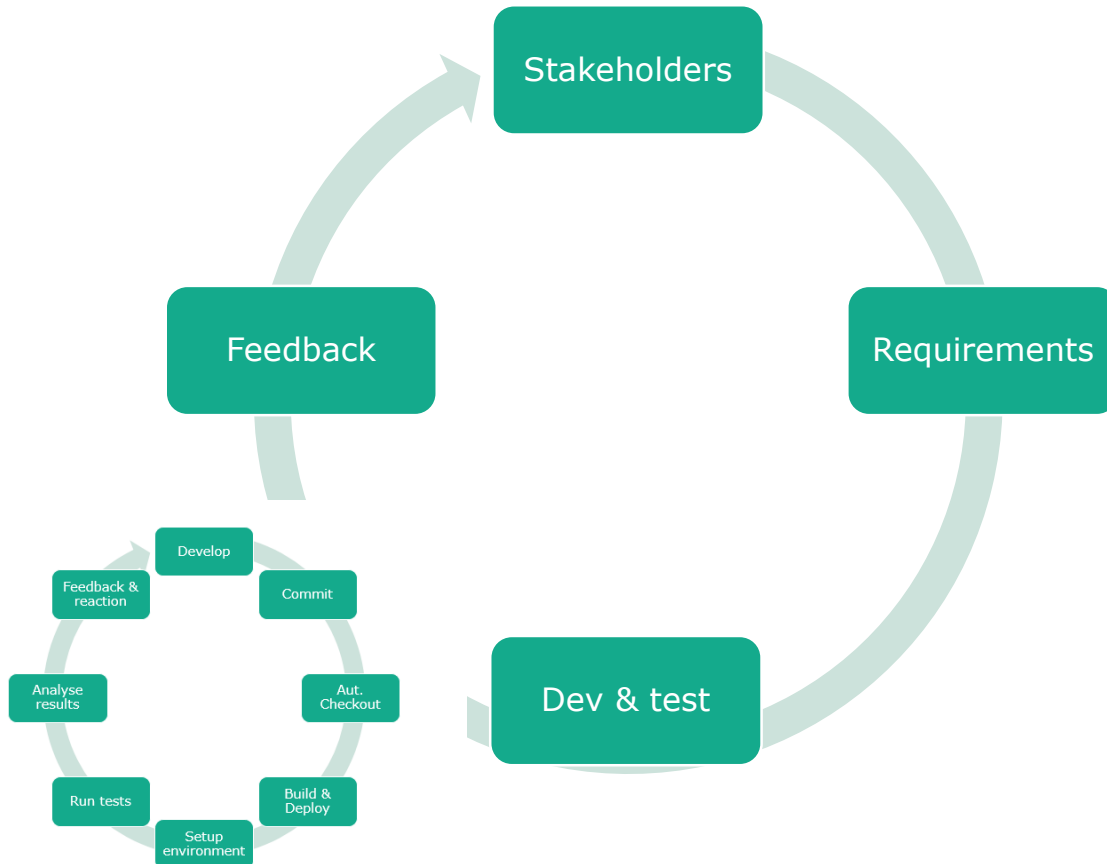 Stakeholders
Requirements
Dev & test
Feedback
Develop
Commit
Aut.
Checkout
Build &
Deploy
Setup
environment
Run tests
Analyse
results
Feedback &
reaction